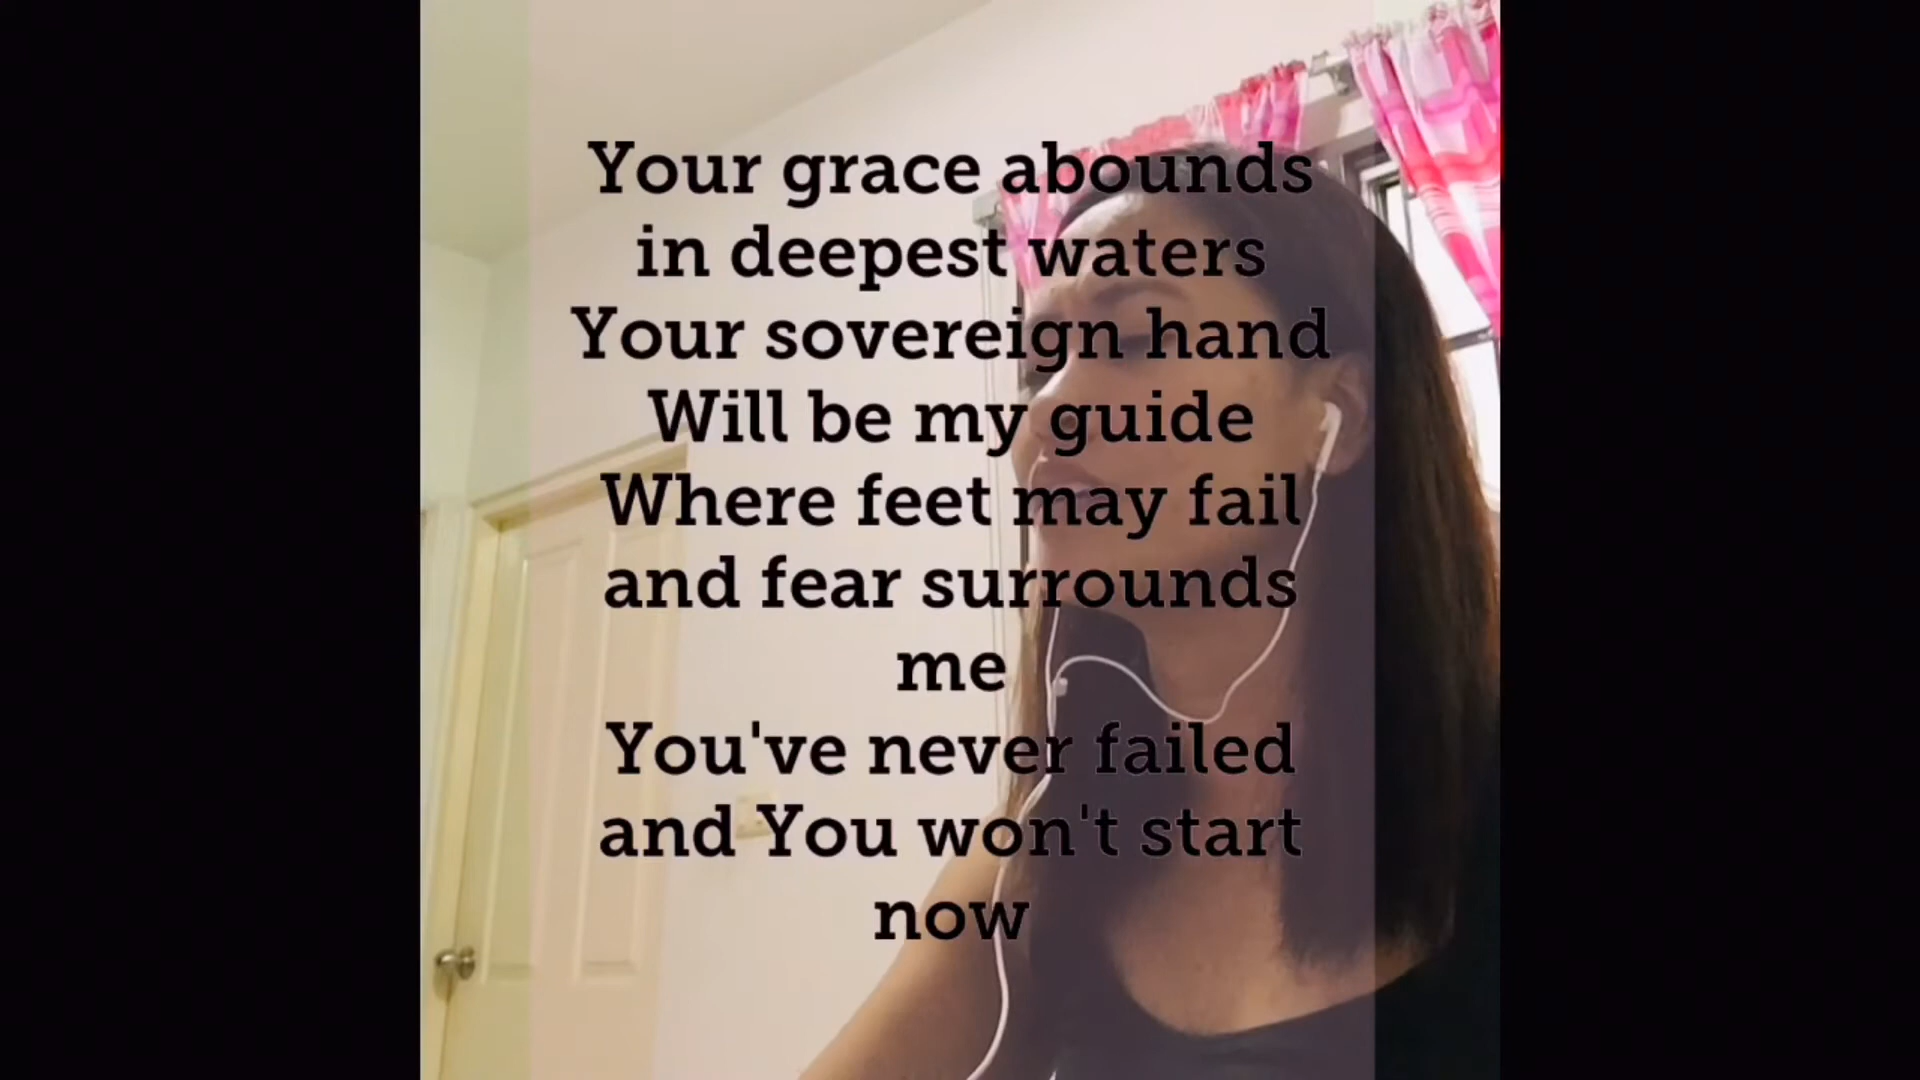 Your grace abounds
in deepest waters
Your sovereign hand
Will be my guide
Where feet may fail
and fear surrounds
me
You've never failed
and You won't start
now